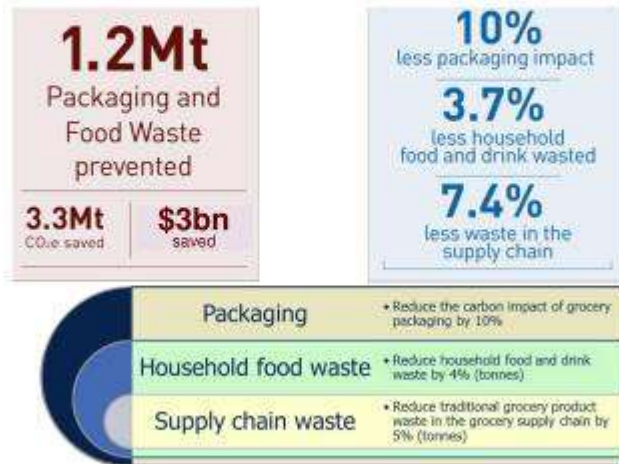 1.2Mt
Packaging and
Food Waste
prevented
3.3Mt
CO₂e saved
$3bn
saved
10%
less packaging impact
3.7%
less household
food and drink wasted
7.4%
less waste in the
supply chain
Packaging
• Reduce the carbon impact of grocery
packaging by 10%
Household food waste
• Reduce household food and drink
waste by 4% (tonnes)
Supply chain waste
• Reduce traditional grocery product
waste in the grocery supply chain by
5% (tonnes)